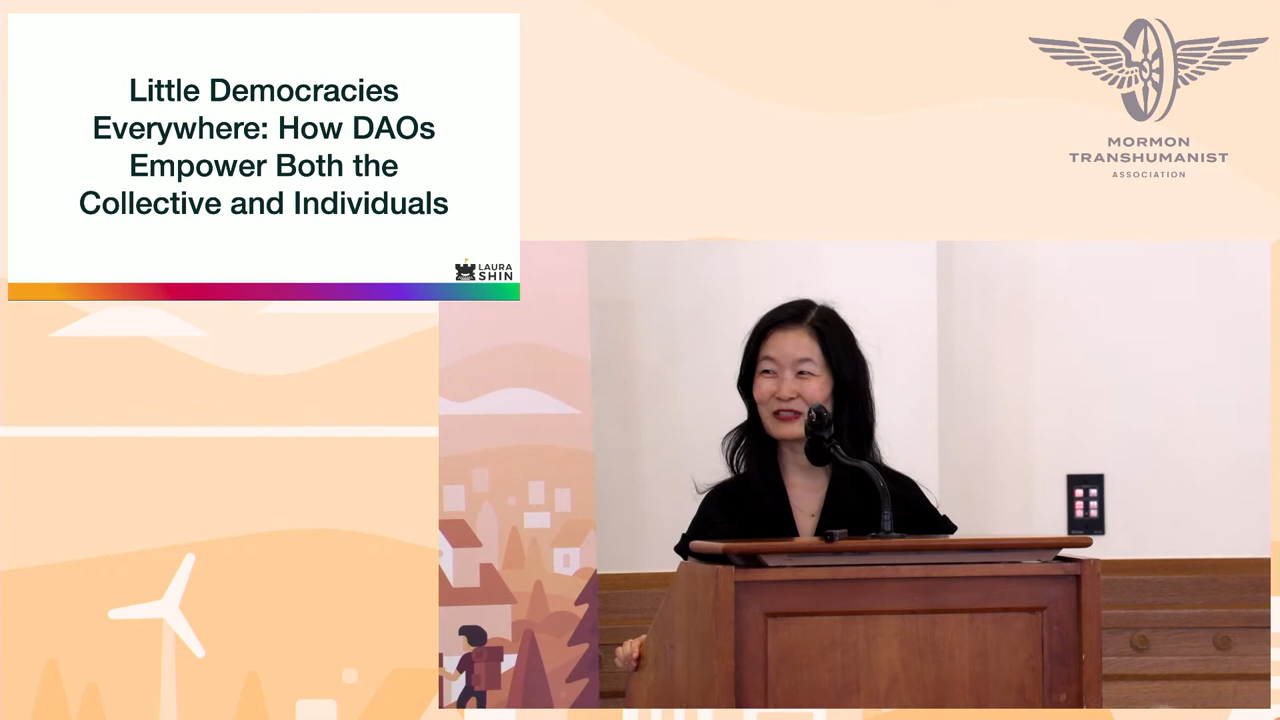 Little Democracies
Everywhere: How DAOs
Empower Both the
Collective and Individuals
LAURA
SHIN
MORMON
TRANSHUMANIST
ASSOCIATION